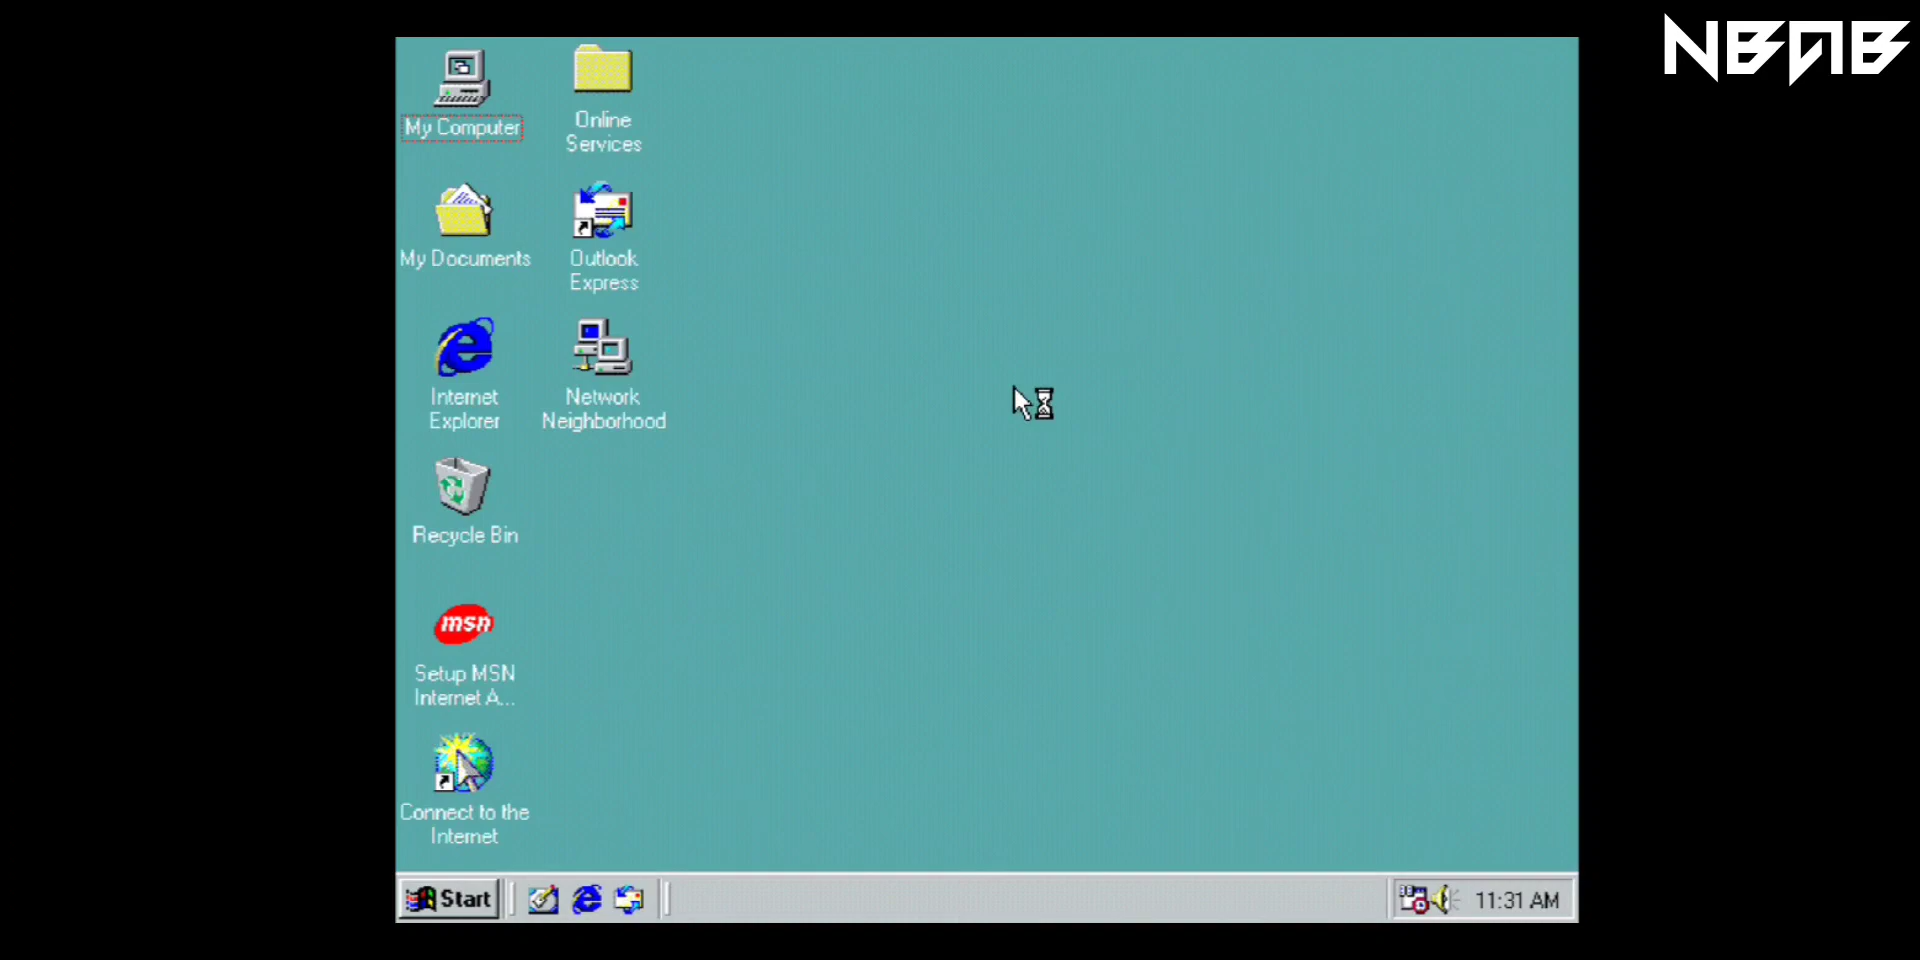 NBAB
My Computer
Online
Services
My Documents
Outlook
Express
Internet
Explorer
Network
Neighborhood
Recycle Bin
msn
Setup MSN
Internet A...
Connect to the
Internet
Start
11:31 AM